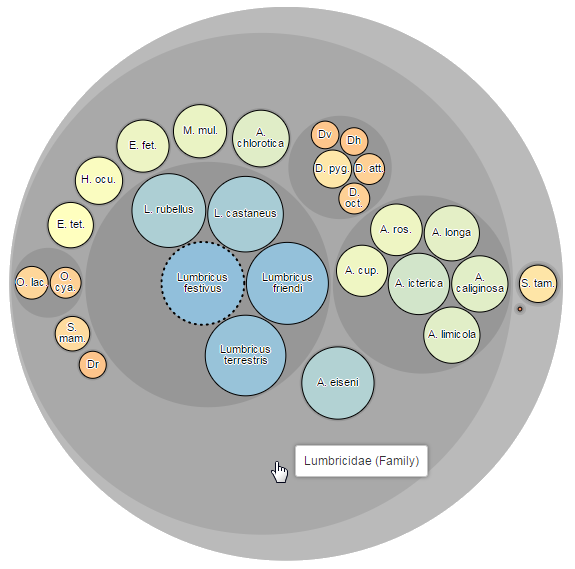 Dv
Dh
M. mul.
A.
chlorotica
E. fet.
D. pyg.
D. att.
H. ocu.
D.
oct.
L. rubellus
L. castaneus
E. tet.
A. ros.
A. longa
O. lac.
O.
cya.
Lumbricus
festivus
Lumbricus
friendi
A. cup.
A. icterica
A.
caliginosa
S. tam.
S.
mam.
A. limicola
Lumbricus
terrestris
Dr
A. eiseni
Lumbricidae (Family)